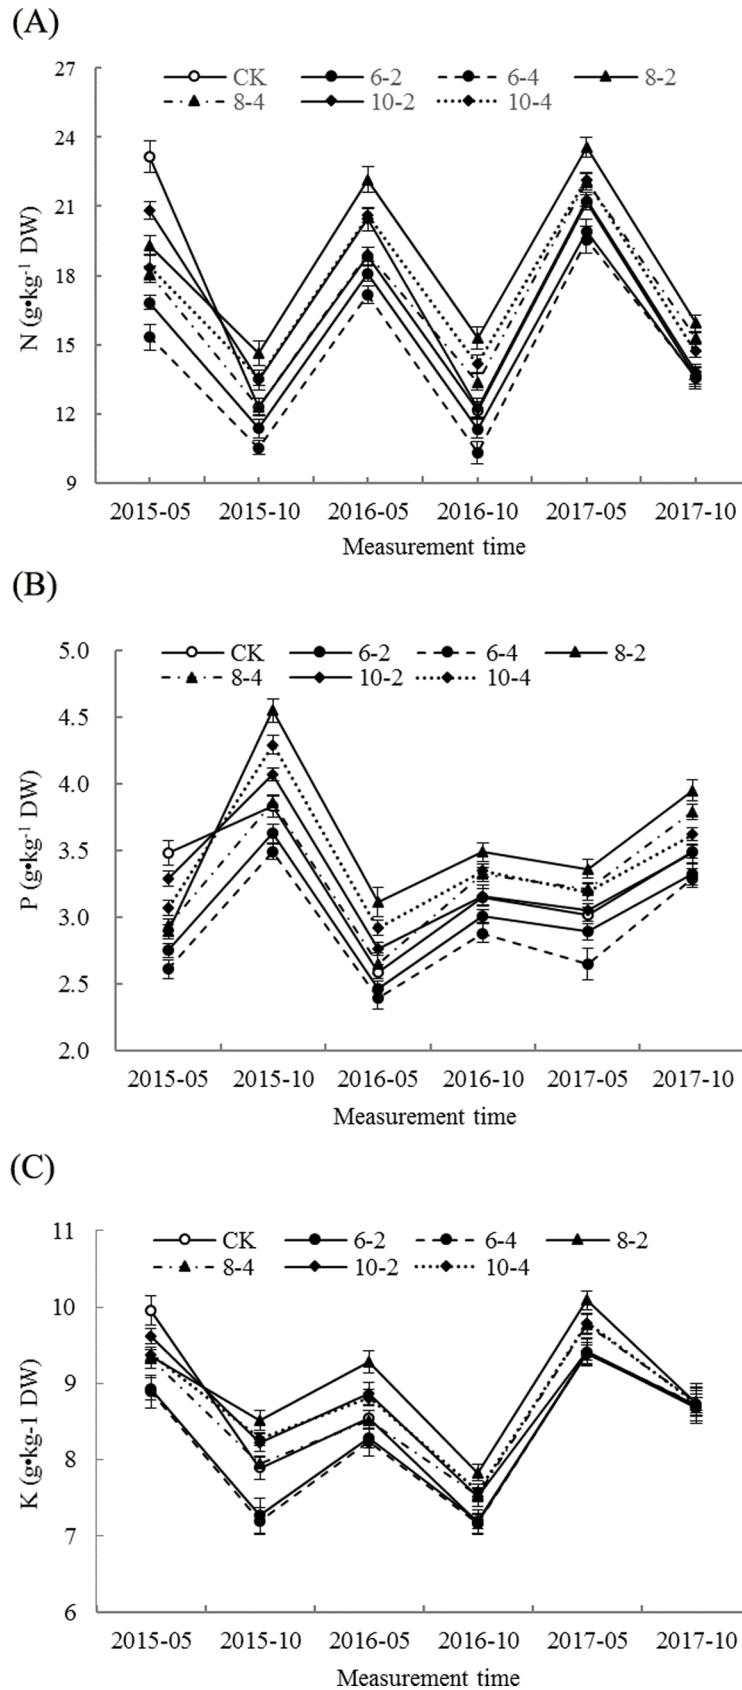 (A)
27
24
21
18
15
12
9
N (g•kg⁻¹ DW)
CK 6-2 6-4 8-2
8-4 10-2 10-4
2015-05 2015-10 2016-05 2016-10 2017-05 2017-10
Measurement time
(B)
5.0
4.5
4.0
3.5
3.0
2.5
2.0
P (g•kg⁻¹ DW)
CK 6-2 6-4 8-2
8-4 10-2 10-4
2015-05 2015-10 2016-05 2016-10 2017-05 2017-10
Measurement time
(C)
11
10
9
8
7
6
K (g•kg-1 DW)
CK 6-2 6-4 8-2
8-4 10-2 10-4
2015-05 2015-10 2016-05 2016-10 2017-05 2017-10
Measurement time